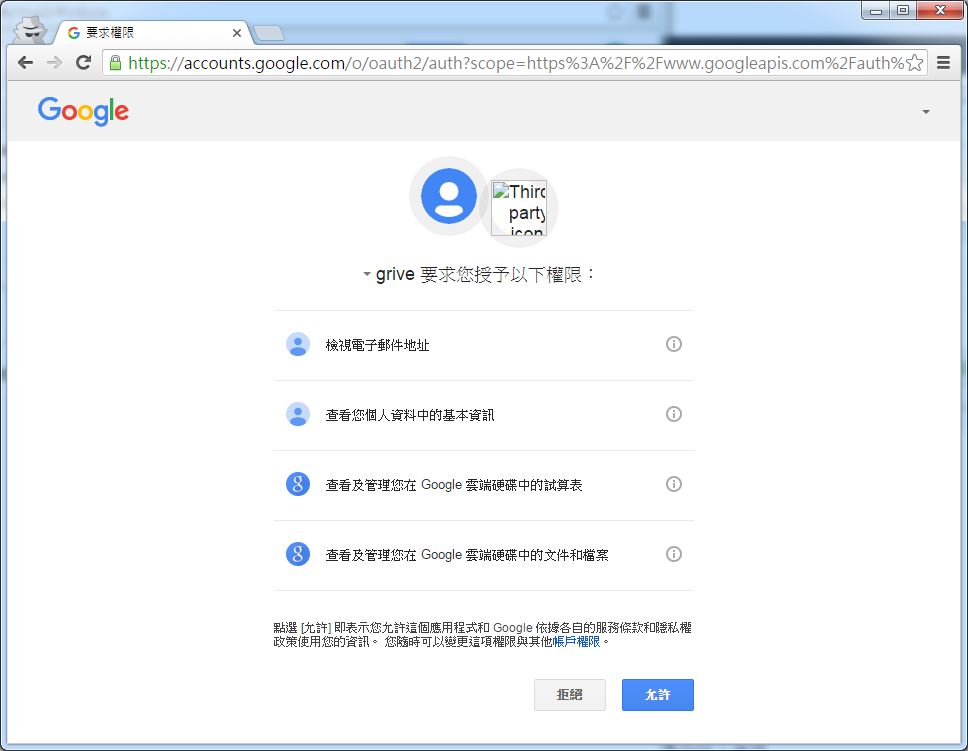 要求權限
https://accounts.google.com/o/oauth2/auth?scope=https%3A%2F%2Fwww.googleapis.com%2Fauth%
Google
Third
party
icon
grive 要求您授予以下權限：
檢視電子郵件地址
查看您個人資料中的基本資訊
查看及管理您在 Google 雲端硬碟中的試算表
查看及管理您在 Google 雲端硬碟中的文件和檔案
點選 [允許] 即表示您允許這個應用程式和 Google 依據各自的服務條款和隱私權
政策使用您的資訊。 您隨時可以變更這項權限與其他帳戶權限。
拒絕
允許